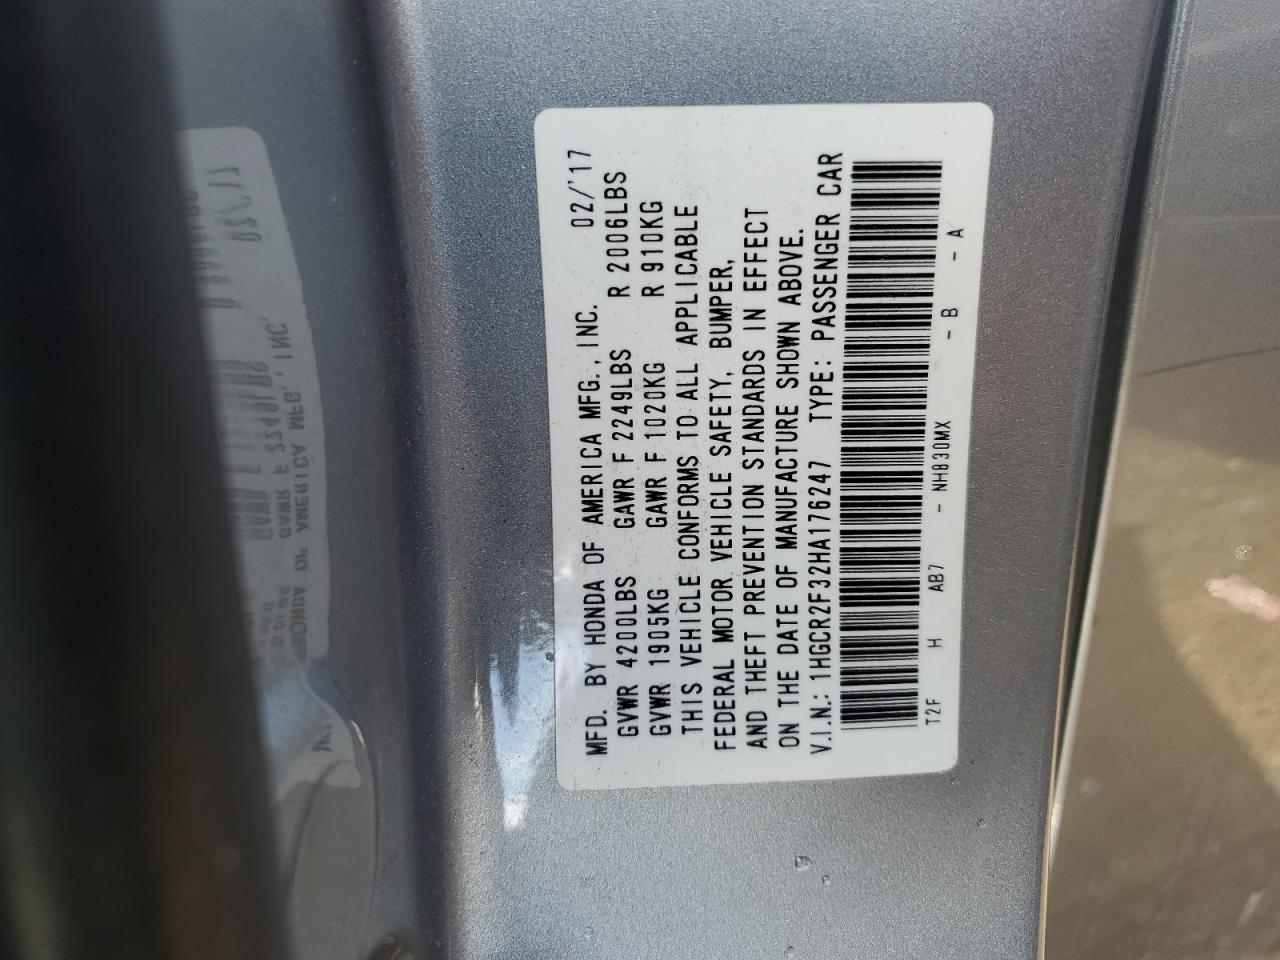 MFD. BY HONDA OF AMERICA MFG., INC. 02/'17
GVWR 4200LBS GAWR F 2249LBS R 2006LBS
GVWR 1905KG GAWR F 1020KG R 910KG
THIS VEHICLE CONFORMS TO ALL APPLICABLE
FEDERAL MOTOR VEHICLE SAFETY, BUMPER,
AND THEFT PREVENTION STANDARDS IN EFFECT
ON THE DATE OF MANUFACTURE SHOWN ABOVE.
V.I.N.: 1HGCR2F32HA176247 TYPE: PASSENGER CAR
T2F H AB7 - NH830MX - B - A